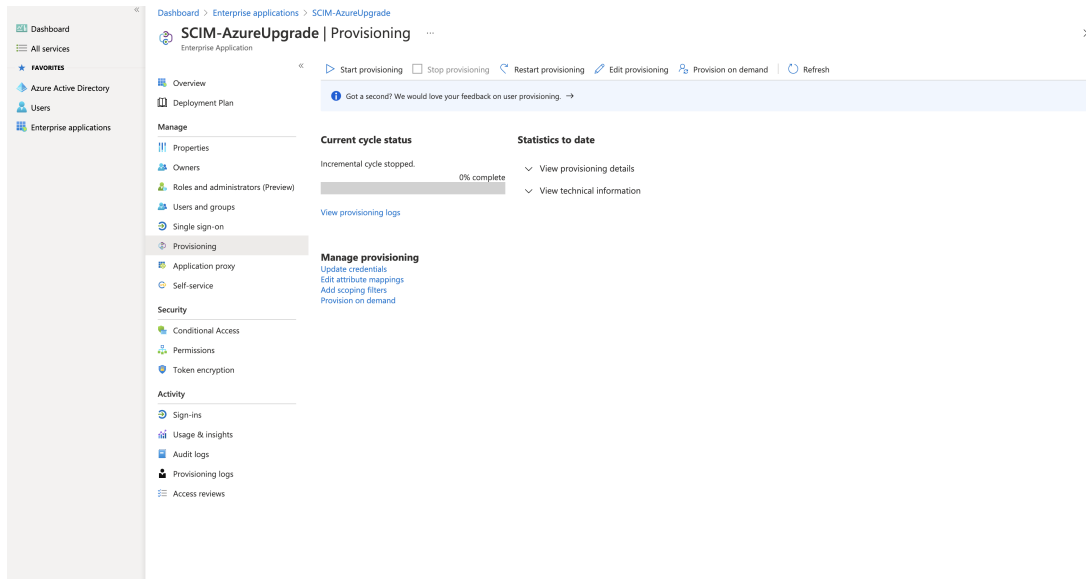 Dashboard > Enterprise applications > SCIM-AzureUpgrade
Dashboard
All services
FAVORITES
Azure Active Directory
Users
Enterprise applications
SCIM-AzureUpgrade | Provisioning ...
Enterprise Application
Overview
Deployment Plan
Manage
Properties
Owners
Roles and administrators (Preview)
Users and groups
Single sign-on
Provisioning
Application proxy
Self-service
Security
Conditional Access
Permissions
Token encryption
Activity
Sign-ins
Usage & insights
Audit logs
Provisioning logs
Access reviews
Start provisioning Stop provisioning Restart provisioning Edit provisioning Provision on demand Refresh
Got a second? We would love your feedback on user provisioning. →
Current cycle status
Incremental cycle stopped.
0% complete
View provisioning logs
Statistics to date
View provisioning details
View technical information
Manage provisioning
Update credentials
Edit attribute mappings
Add scoping filters
Provision on demand